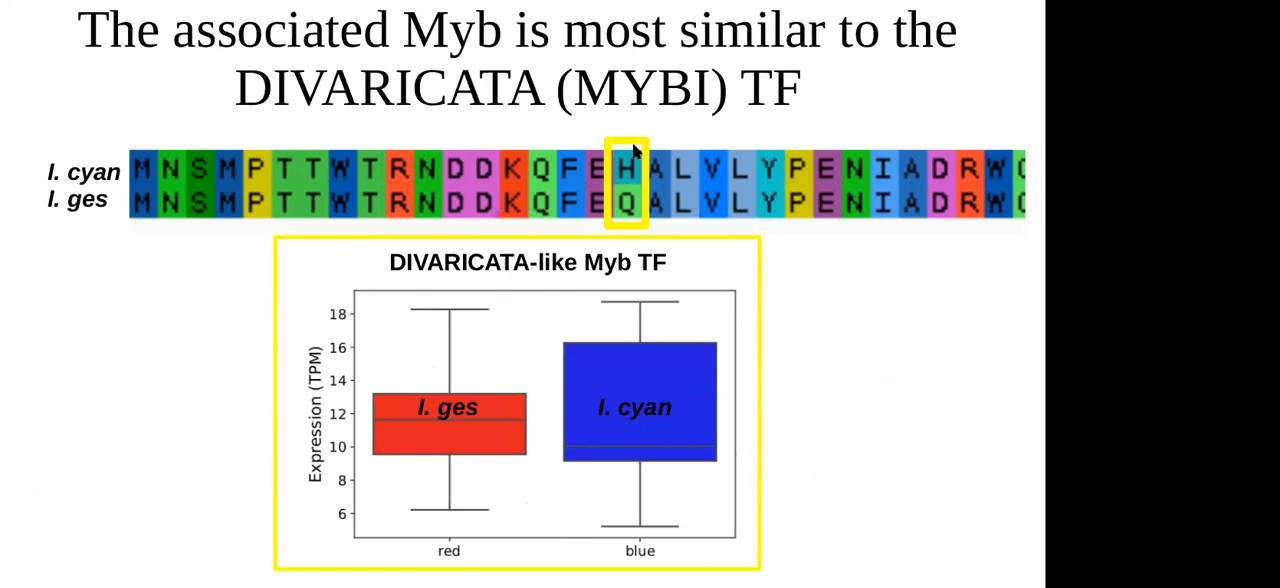 The associated Myb is most similar to the
DIVARICATA (MYBI) TF
I. cyan MNSMPTTWTRNDDKQFEHALVLYPENIADRW
I. ges MNSMPTTWTRNDDKQFEQALVLYPENIADRW
DIVARICATA-like Myb TF
Expression (TPM)
18
16
14
12
10
8
6
I. ges
I. cyan
red
blue